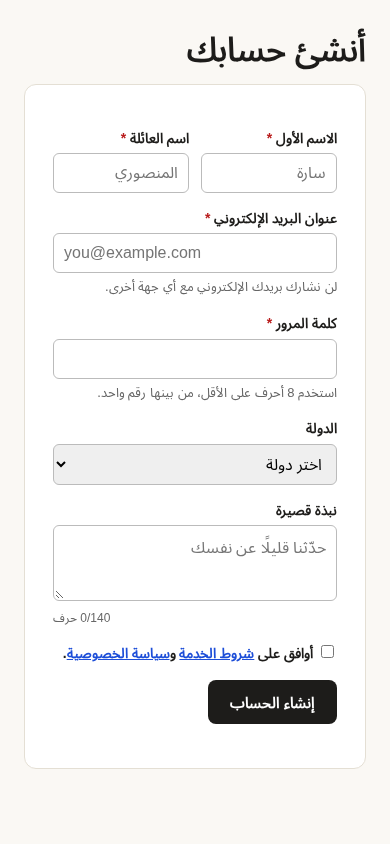 أنشئ حسابك
الاسم الأول *
اسم العائلة *
سارة
المنصوري
عنوان البريد الإلكتروني *
you@example.com
لن نشارك بريدك الإلكتروني مع أي جهة أخرى.
كلمة المرور *
استخدم 8 أحرف على الأقل، من بينها رقم واحد.
الدولة
اختر دولة
نبذة قصيرة
حدّثنا قليلًا عن نفسك
0/140 حرف
أوافق على شروط الخدمة وسياسة الخصوصية.
إنشاء الحساب